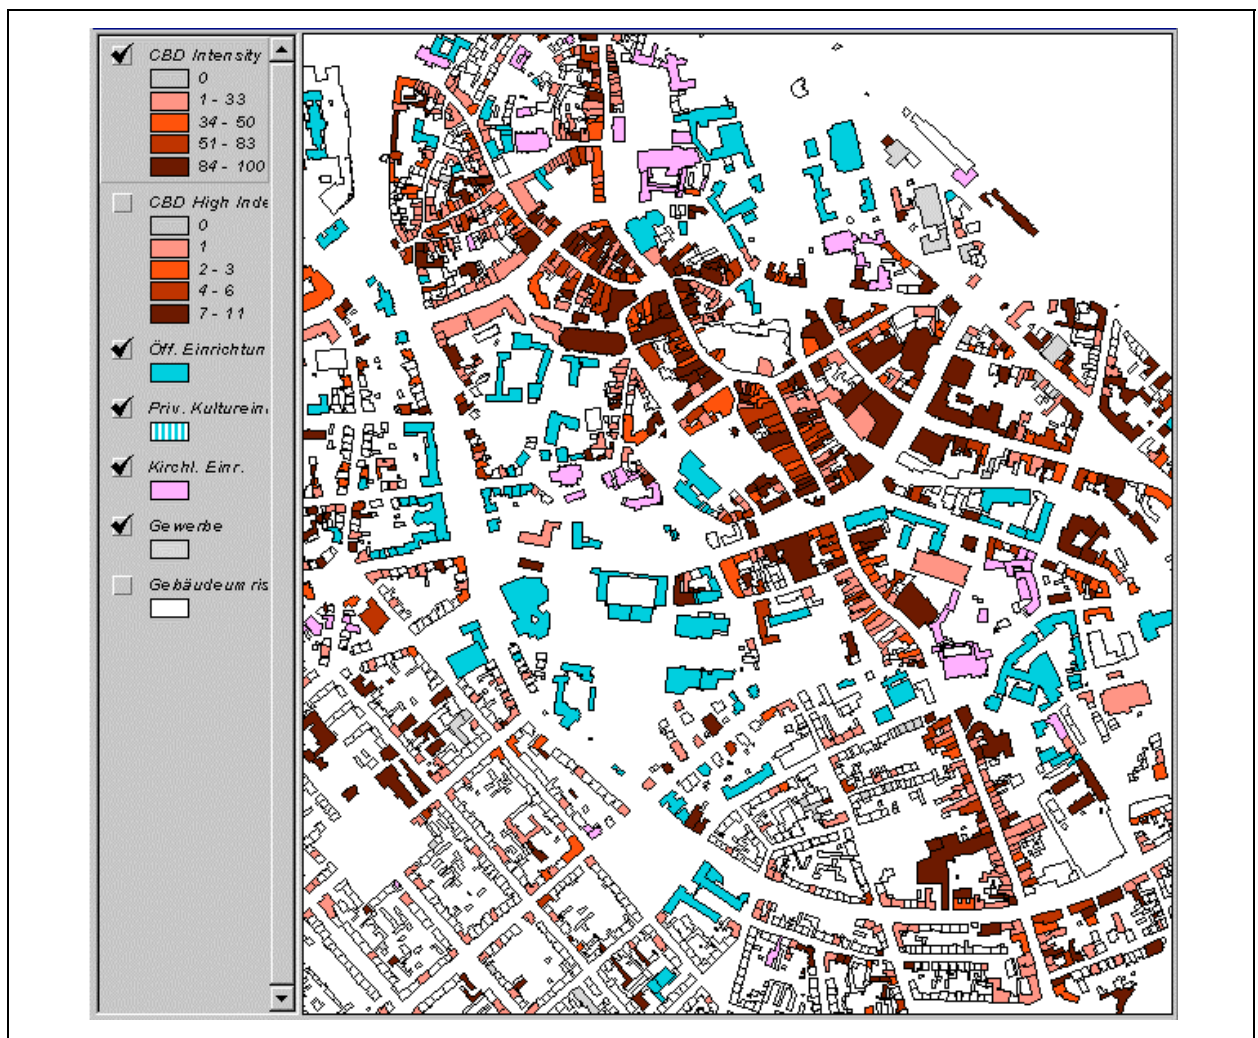 CBD Intensity
0
1 - 33
34 - 50
51 - 83
84 - 100
CBD High Inde
0
1
2 - 3
4 - 6
7 - 11
Öff. Einrichtun
Priv. Kulturein
Kirchl. Einr.
Gewerbe
Gebäudeum ris